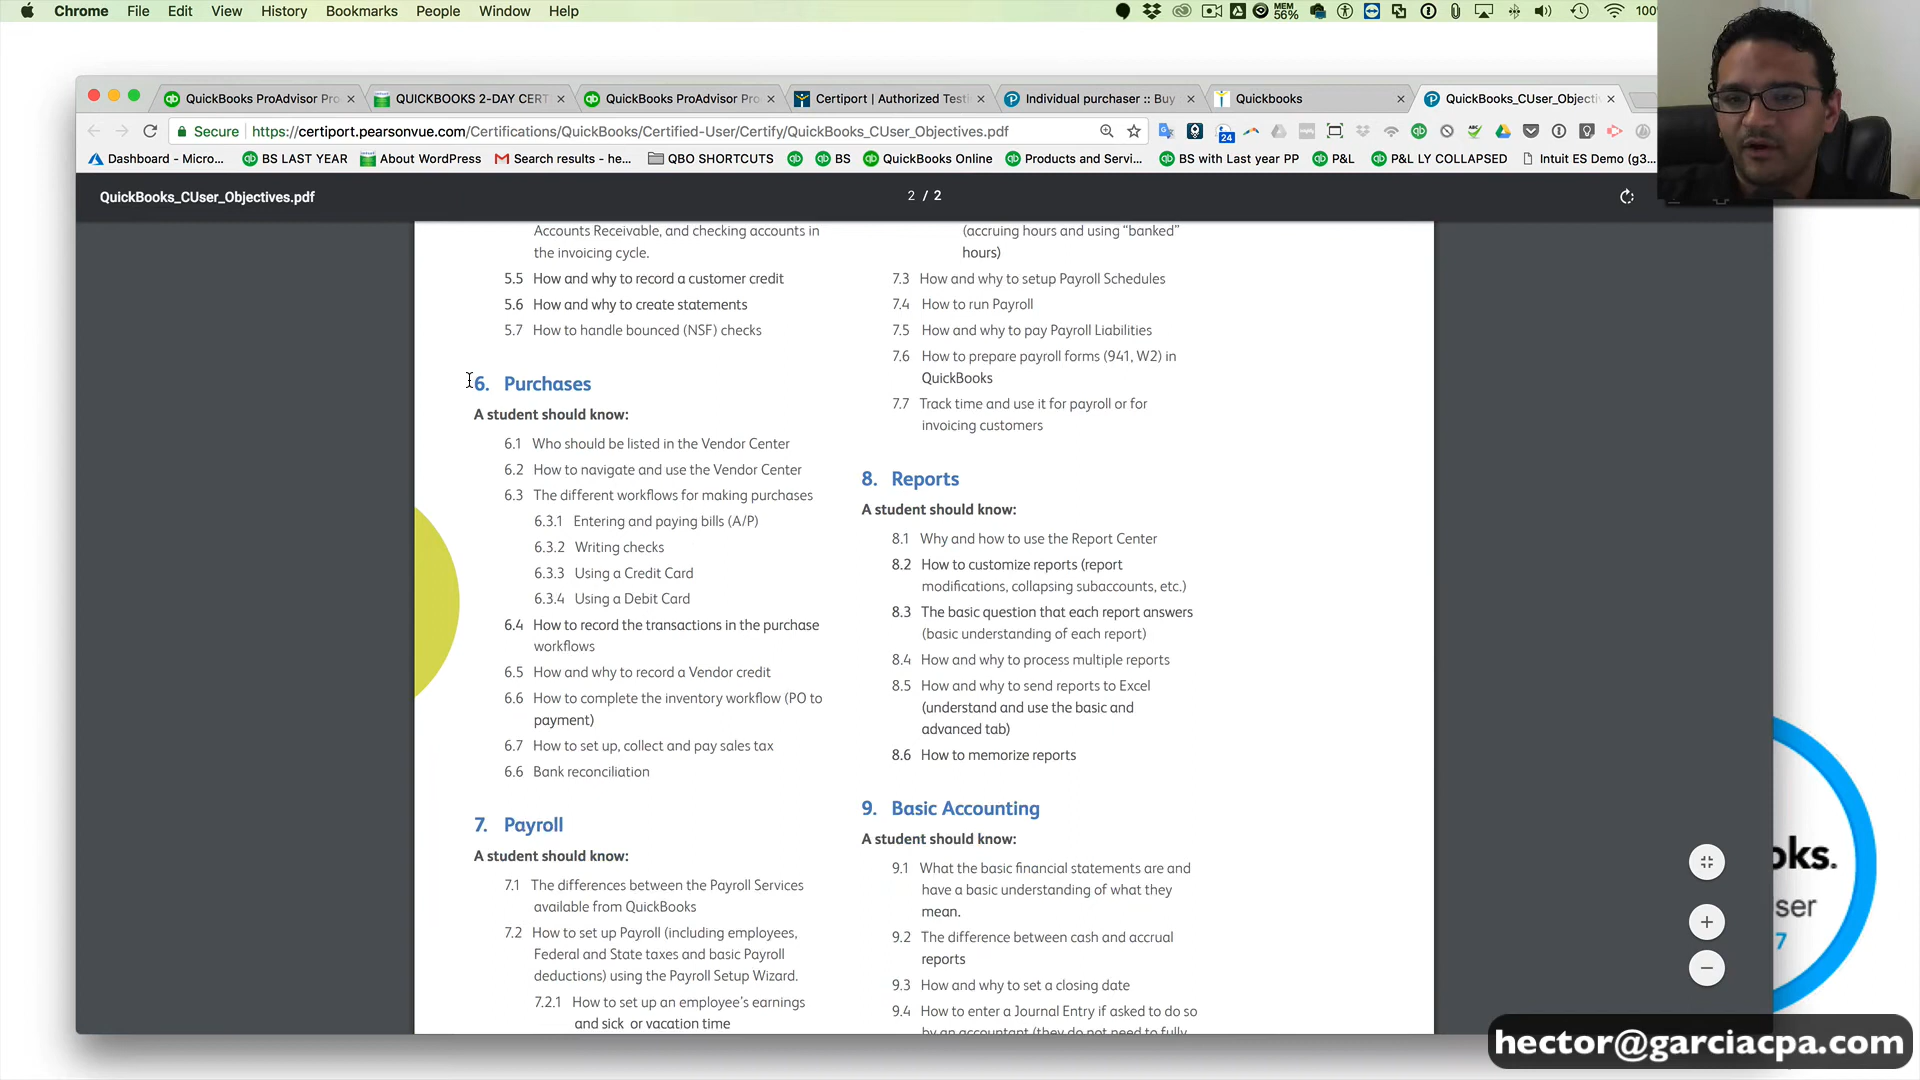 Chrome File Edit View History Bookmarks People Window Help
MEM 56% 100%
QuickBooks ProAdvisor Pro
QUICKBOOKS 2-DAY CERT
QuickBooks ProAdvisor Pro
Certiport | Authorized Testi
Individual purchaser :: Buy
Quickbooks
QuickBooks_CUser_Objectiv
Secure https://certiport.pearsonvue.com/Certifications/QuickBooks/Certified-User/Certify/QuickBooks_CUser_Objectives.pdf
24
Dashboard - Micro... BS LAST YEAR About WordPress Search results - he... QBO SHORTCUTS BS QuickBooks Online Products and Servi... BS with Last year PP P&L P&L LY COLLAPSED Intuit ES Demo (g3...
QuickBooks_CUser_Objectives.pdf
2 / 2
Accounts Receivable, and checking accounts in
the invoicing cycle.
5.5 How and why to record a customer credit
5.6 How and why to create statements
5.7 How to handle bounced (NSF) checks
6. Purchases
A student should know:
6.1 Who should be listed in the Vendor Center
6.2 How to navigate and use the Vendor Center
6.3 The different workflows for making purchases
6.3.1 Entering and paying bills (A/P)
6.3.2 Writing checks
6.3.3 Using a Credit Card
6.3.4 Using a Debit Card
6.4 How to record the transactions in the purchase
workflows
6.5 How and why to record a Vendor credit
6.6 How to complete the inventory workflow (PO to
payment)
6.7 How to set up, collect and pay sales tax
6.6 Bank reconciliation
7. Payroll
A student should know:
7.1 The differences between the Payroll Services
available from QuickBooks
7.2 How to set up Payroll (including employees,
Federal and State taxes and basic Payroll
deductions) using the Payroll Setup Wizard.
7.2.1 How to set up an employee's earnings
and sick or vacation time
(accruing hours and using "banked"
hours)
7.3 How and why to setup Payroll Schedules
7.4 How to run Payroll
7.5 How and why to pay Payroll Liabilities
7.6 How to prepare payroll forms (941, W2) in
QuickBooks
7.7 Track time and use it for payroll or for
invoicing customers
8. Reports
A student should know:
8.1 Why and how to use the Report Center
8.2 How to customize reports (report
modifications, collapsing subaccounts, etc.)
8.3 The basic question that each report answers
(basic understanding of each report)
8.4 How and why to process multiple reports
8.5 How and why to send reports to Excel
(understand and use the basic and
advanced tab)
8.6 How to memorize reports
9. Basic Accounting
A student should know:
9.1 What the basic financial statements are and
have a basic understanding of what they
mean.
9.2 The difference between cash and accrual
reports
9.3 How and why to set a closing date
9.4 How to enter a Journal Entry if asked to do so
by an accountant (they do not need to fully
oks.
ser
7
hector@garciacpa.com